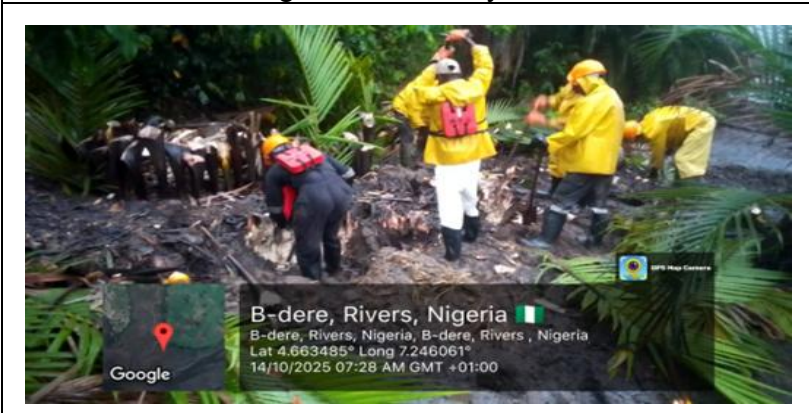 B-dere, Rivers, Nigeria 🇳🇬
B-dere, Rivers, Nigeria, B-dere, Rivers , Nigeria
Lat 4.663485° Long 7.246061°
14/10/2025 07:28 AM GMT +01:00
Google
GPS Map Camera